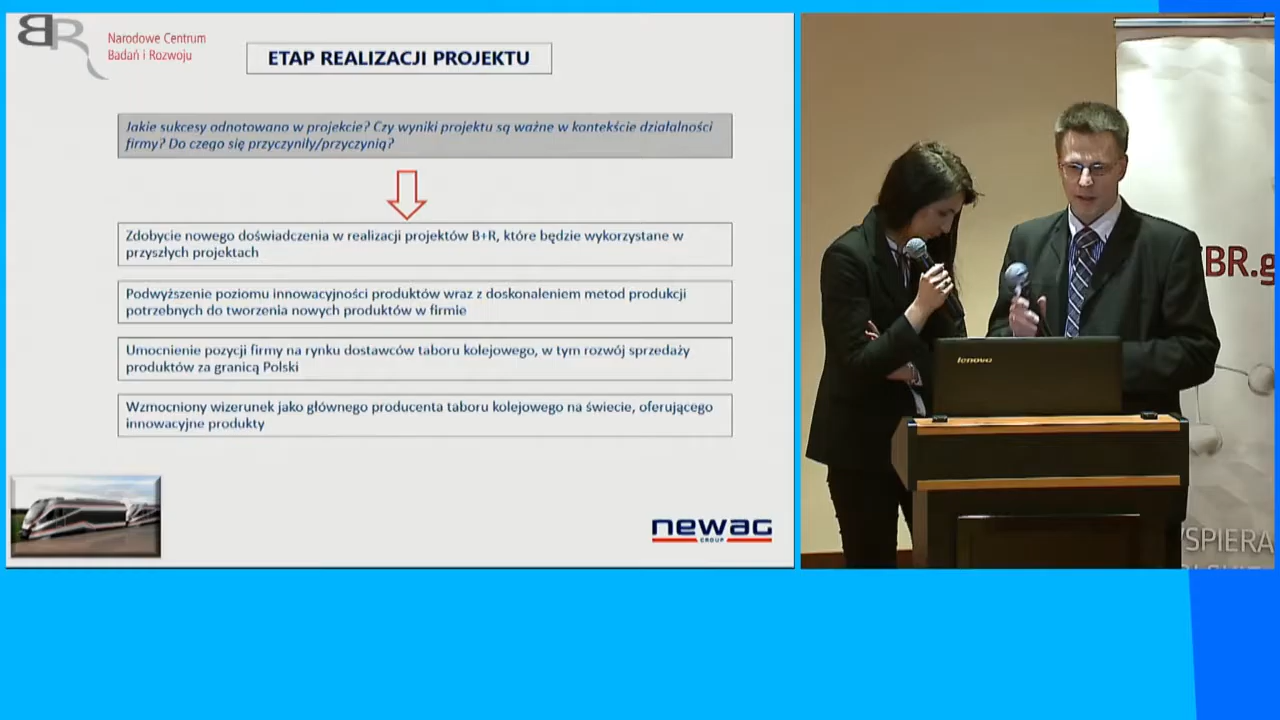 BR
Narodowe Centrum
Badań i Rozwoju
ETAP REALIZACJI PROJEKTU
Jakie sukcesy odnotowano w projekcie? Czy wyniki projektu są ważne w kontekście działalności
firmy? Do czego się przyczyniły/przyczynią?
Zdobycie nowego doświadczenia w realizacji projektów B+R, które będzie wykorzystane w
przyszłych projektach
Podwyższenie poziomu innowacyjności produktów wraz z doskonaleniem metod produkcji
potrzebnych do tworzenia nowych produktów w firmie
Umocnienie pozycji firmy na rynku dostawców taboru kolejowego, w tym rozwój sprzedaży
produktów za granicą Polski
Wzmocniony wizerunek jako głównego producenta taboru kolejowego na świecie, oferującego
innowacyjne produkty
newag
GROUP
lenovo
BR.g
SPIERA